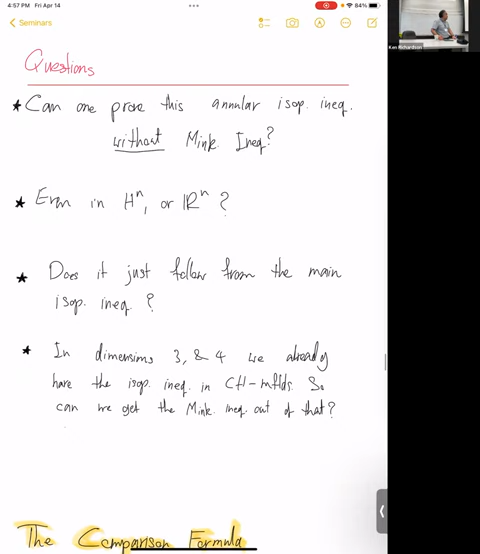 4:57 PM Fri Apr 14
84%
Seminars
Ken Richardson
Questions
* Can one prove this annular isop. ineq.
without Mink. Ineq?
* Even in Hⁿ, or ℝⁿ?
* Does it just follow from the main
isop. ineq?
* In dimensions 3, & 4 we already
have the isop. ineq. in CH-mflds. So
can we get the Mink. ineq. out of that?
The Comparison Formula